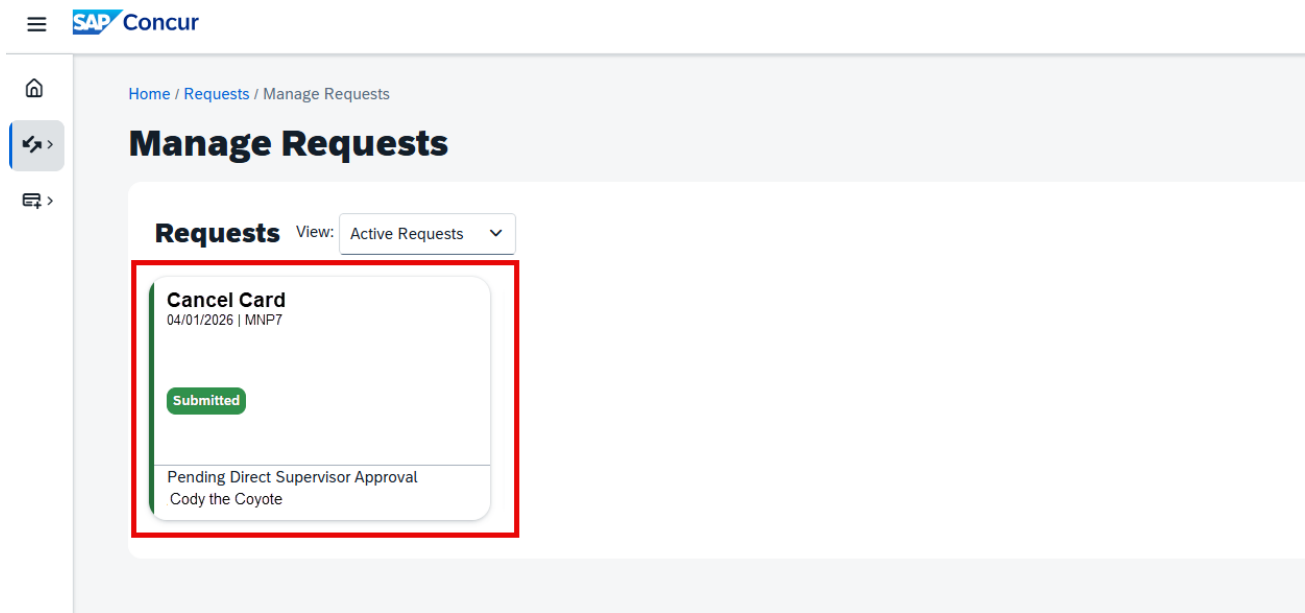 SAP Concur
Home / Requests / Manage Requests
Manage Requests
Requests View: Active Requests
Cancel Card
04/01/2026 | MNP7
Submitted
Pending Direct Supervisor Approval
Cody the Coyote